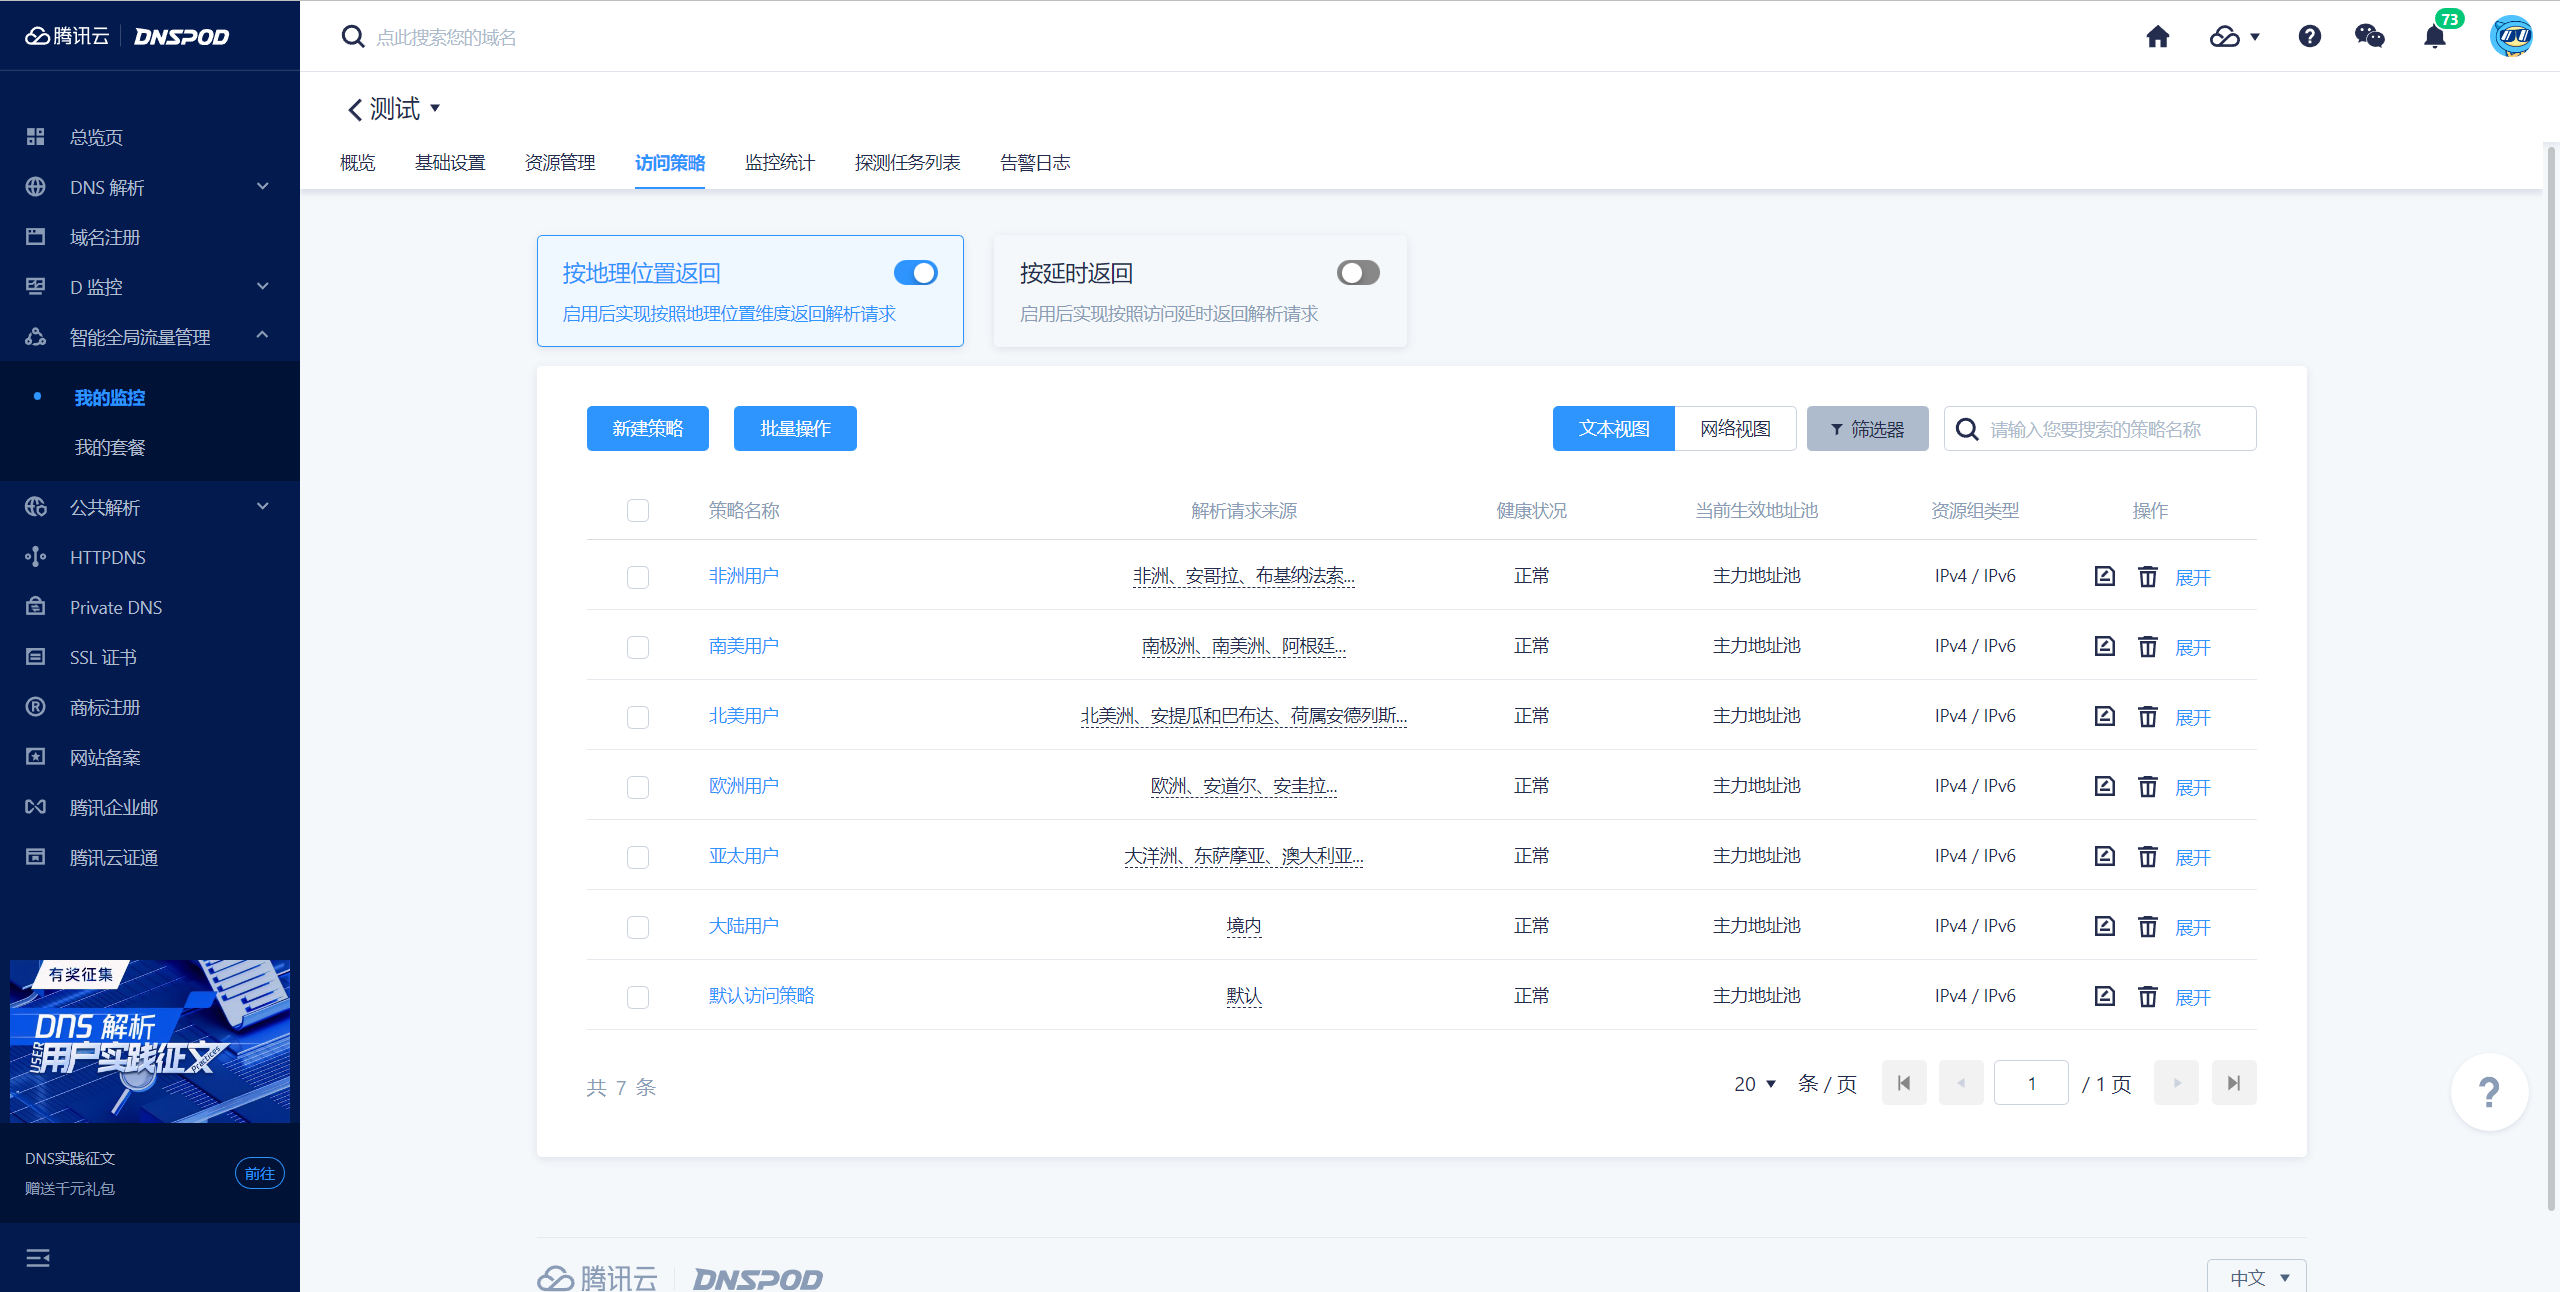 腾讯云 DNSPOD
点此搜索您的域名
73
测试
概览 基础设置 资源管理 访问策略 监控统计 探测任务列表 告警日志
总览页
DNS 解析
域名注册
D 监控
智能全局流量管理
我的监控
我的套餐
公共解析
HTTPDNS
Private DNS
SSL 证书
商标注册
网站备案
腾讯企业邮
腾讯云证通
有奖征集
DNS 解析
USER
用户实践征文
Practices
DNS实践征文
赠送千元礼包
前往
按地理位置返回
启用后实现按照地理位置维度返回解析请求
按延时返回
启用后实现按照访问延时返回解析请求
新建策略 批量操作 文本视图 网络视图 筛选器 请输入您要搜索的策略名称
策略名称 解析请求来源 健康状况 当前生效地址池 资源组类型 操作
非洲用户 非洲、安哥拉、布基纳法索... 正常 主力地址池 IPv4 / IPv6 展开
南美用户 南极洲、南美洲、阿根廷... 正常 主力地址池 IPv4 / IPv6 展开
北美用户 北美洲、安提瓜和巴布达、荷属安德列斯... 正常 主力地址池 IPv4 / IPv6 展开
欧洲用户 欧洲、安道尔、安圭拉... 正常 主力地址池 IPv4 / IPv6 展开
亚太用户 大洋洲、东萨摩亚、澳大利亚... 正常 主力地址池 IPv4 / IPv6 展开
大陆用户 境内 正常 主力地址池 IPv4 / IPv6 展开
默认访问策略 默认 正常 主力地址池 IPv4 / IPv6 展开
共 7 条 20 条 / 页 1 / 1 页
?
腾讯云 DNSPOD
中文